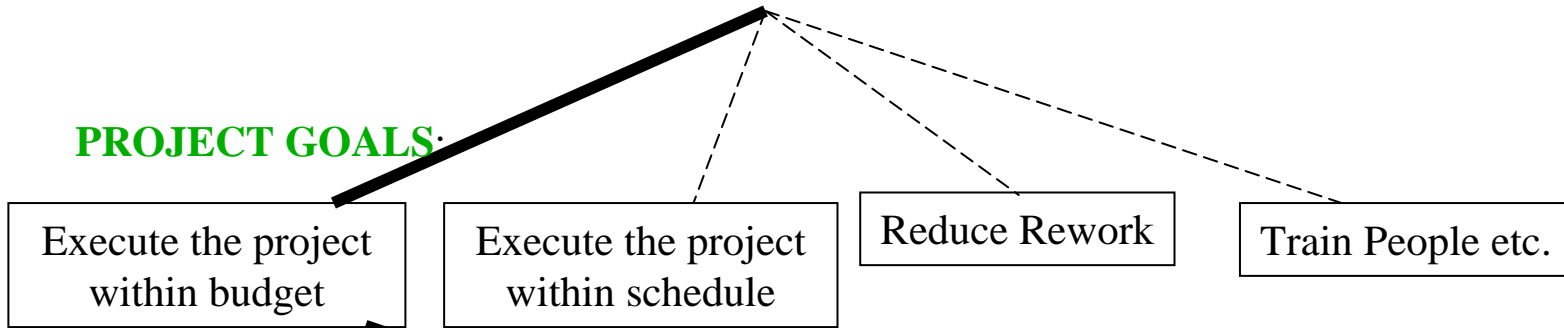 PROJECT GOALS:
Execute the project
within budget
Execute the project
within schedule
Reduce Rework
Train People etc.